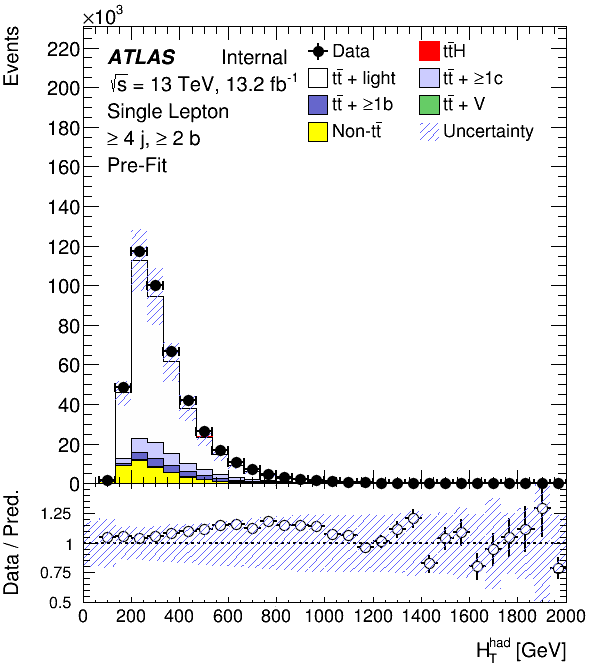 ×10³
Events
220
200
180
160
140
120
100
80
60
40
20
0
ATLAS Internal
√s = 13 TeV, 13.2 fb⁻¹
Single Lepton
≥ 4 j, ≥ 2 b
Pre-Fit
Data
tt̄H
tt̄ + light
tt̄ + ≥1c
tt̄ + ≥1b
tt̄ + V
Non-tt̄
Uncertainty
Data / Pred.
1.25
1
0.75
0.5
0 200 400 600 800 1000 1200 1400 1600 1800 2000
H_T^had [GeV]